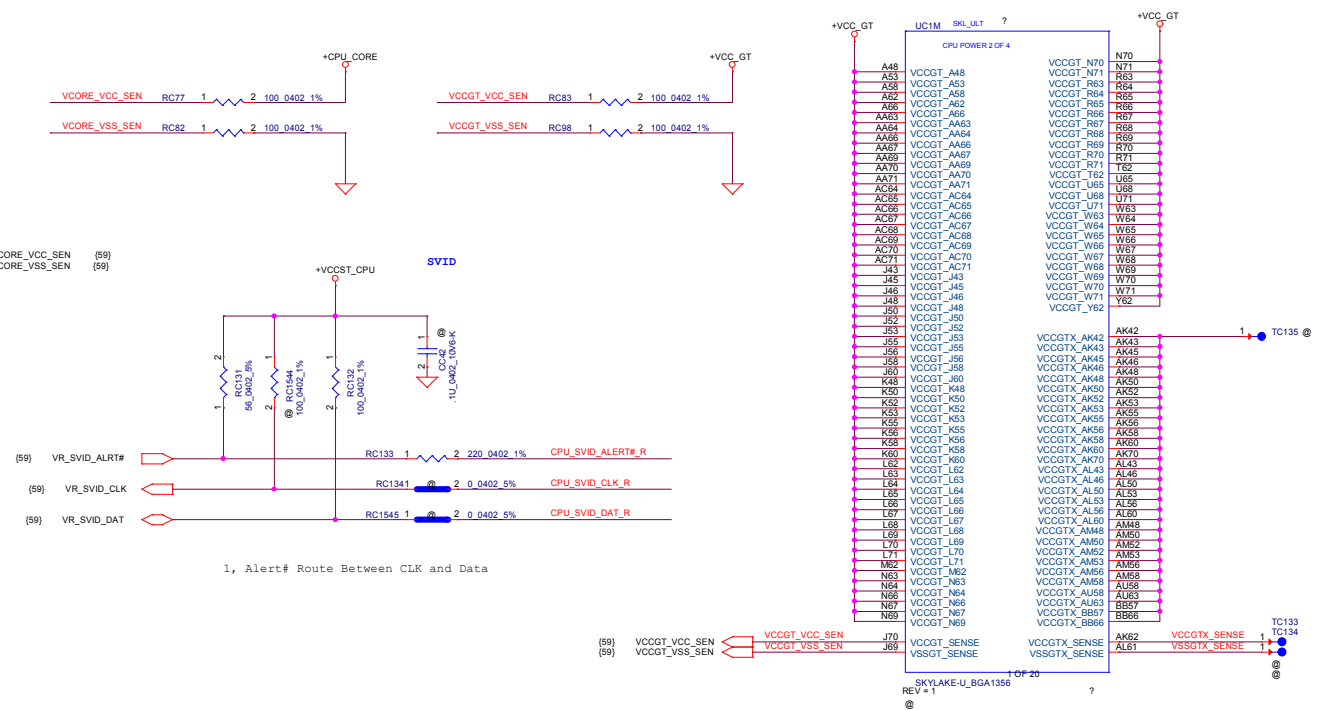 +CPU_CORE
VCORE_VCC_SEN RC77 1 2 100_0402_1%
VCORE_VSS_SEN RC82 1 2 100_0402_1%
+VCC_GT
VCCGT_VCC_SEN RC83 1 2 100_0402_1%
VCCGT_VSS_SEN RC98 1 2 100_0402_1%
CORE_VCC_SEN {59}
CORE_VSS_SEN {59}
SVID
+VCCST_CPU
2 1 RC131 56_0402_5%
1 2 RC1544 100_0402_1% @
1 2 RC132 100_0402_1%
@ 1 2 CC42 .1U_0402_10V6-K
{59} VR_SVID_ALRT# RC133 1 2 220_0402_1% CPU_SVID_ALERT#_R
{59} VR_SVID_CLK RC1341 @ 2 0_0402_5% CPU_SVID_CLK_R
{59} VR_SVID_DAT RC1545 1 @ 2 0_0402_5% CPU_SVID_DAT_R
1, Alert# Route Between CLK and Data
+VCC_GT
UC1M SKL_ULT ?
+VCC_GT
CPU POWER 2 OF 4
A48 VCCGT_A48
A53 VCCGT_A53
A58 VCCGT_A58
A62 VCCGT_A62
A66 VCCGT_A66
AA63 VCCGT_AA63
AA64 VCCGT_AA64
AA66 VCCGT_AA66
AA67 VCCGT_AA67
AA69 VCCGT_AA69
AA70 VCCGT_AA70
AA71 VCCGT_AA71
AC64 VCCGT_AC64
AC65 VCCGT_AC65
AC66 VCCGT_AC66
AC67 VCCGT_AC67
AC68 VCCGT_AC68
AC69 VCCGT_AC69
AC70 VCCGT_AC70
AC71 VCCGT_AC71
J43 VCCGT_J43
J45 VCCGT_J45
J46 VCCGT_J46
J48 VCCGT_J48
J50 VCCGT_J50
J52 VCCGT_J52
J53 VCCGT_J53
J55 VCCGT_J55
J56 VCCGT_J56
J58 VCCGT_J58
J60 VCCGT_J60
K48 VCCGT_K48
K50 VCCGT_K50
K52 VCCGT_K52
K53 VCCGT_K53
K55 VCCGT_K55
K56 VCCGT_K56
K58 VCCGT_K58
K60 VCCGT_K60
L62 VCCGT_L62
L63 VCCGT_L63
L64 VCCGT_L64
L65 VCCGT_L65
L66 VCCGT_L66
L67 VCCGT_L67
L68 VCCGT_L68
L69 VCCGT_L69
L70 VCCGT_L70
L71 VCCGT_L71
M62 VCCGT_M62
N63 VCCGT_N63
N64 VCCGT_N64
N66 VCCGT_N66
N67 VCCGT_N67
N69 VCCGT_N69
VCCGT_N70 N70
VCCGT_N71 N71
VCCGT_R63 R63
VCCGT_R64 R64
VCCGT_R65 R65
VCCGT_R66 R66
VCCGT_R67 R67
VCCGT_R68 R68
VCCGT_R69 R69
VCCGT_R70 R70
VCCGT_R71 R71
VCCGT_T62 T62
VCCGT_U65 U65
VCCGT_U68 U68
VCCGT_U71 U71
VCCGT_W63 W63
VCCGT_W64 W64
VCCGT_W65 W65
VCCGT_W66 W66
VCCGT_W67 W67
VCCGT_W68 W68
VCCGT_W69 W69
VCCGT_W70 W70
VCCGT_W71 W71
VCCGT_Y62 Y62
VCCGTX_AK42 AK42 1 TC135 @
VCCGTX_AK43 AK43
VCCGTX_AK45 AK45
VCCGTX_AK46 AK46
VCCGTX_AK48 AK48
VCCGTX_AK50 AK50
VCCGTX_AK52 AK52
VCCGTX_AK53 AK53
VCCGTX_AK55 AK55
VCCGTX_AK56 AK56
VCCGTX_AK58 AK58
VCCGTX_AK60 AK60
VCCGTX_AK70 AK70
VCCGTX_AL43 AL43
VCCGTX_AL46 AL46
VCCGTX_AL50 AL50
VCCGTX_AL53 AL53
VCCGTX_AL56 AL56
VCCGTX_AL60 AL60
VCCGTX_AM48 AM48
VCCGTX_AM50 AM50
VCCGTX_AM52 AM52
VCCGTX_AM53 AM53
VCCGTX_AM56 AM56
VCCGTX_AM58 AM58
VCCGTX_AU58 AU58
VCCGTX_AU63 AU63
VCCGTX_BB57 BB57
VCCGTX_BB66 BB66
{59} VCCGT_VCC_SEN VCCGT_VCC_SEN J70 VCCGT_SENSE
{59} VCCGT_VSS_SEN VCCGT_VSS_SEN J69 VSSGT_SENSE
VCCGTX_SENSE AK62 VCCGTX_SENSE 1 TC133
VSSGTX_SENSE AL61 VSSGTX_SENSE 1 TC134
@
@
1 OF 20
SKYLAKE-U_BGA1356
REV = 1 ?
@